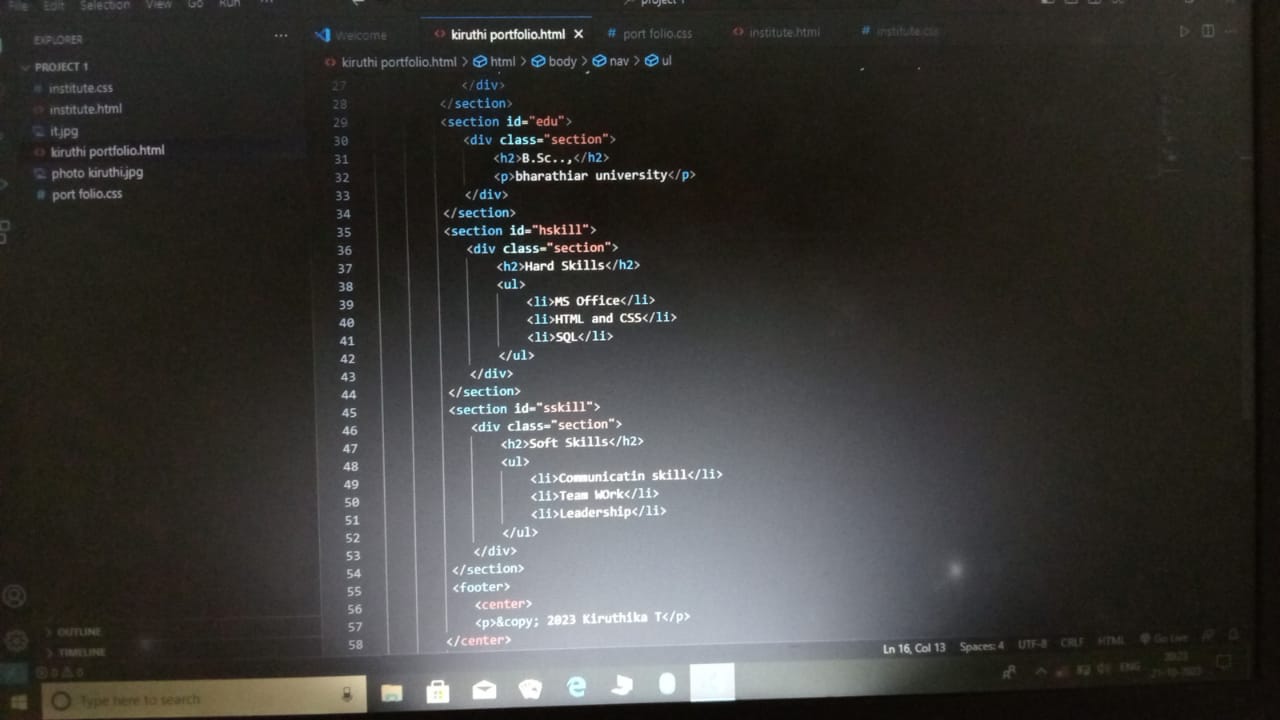 File Edit Selection View Go Run ...
project 1
EXPLORER ...
PROJECT 1
institute.css
institute.html
it.jpg
kiruthi portfolio.html
photo kiruthi.jpg
port folio.css
OUTLINE
TIMELINE
Welcome
kiruthi portfolio.html ×
# port folio.css
institute.html
# institute.css
kiruthi portfolio.html > html > body > nav > ul
27 </div>
28 </section>
29 <section id="edu">
30 <div class="section">
31 <h2>B.Sc..,</h2>
32 <p>bharathiar university</p>
33 </div>
34 </section>
35 <section id="hskill">
36 <div class="section">
37 <h2>Hard Skills</h2>
38 <ul>
39 <li>MS Office</li>
40 <li>HTML and CSS</li>
41 <li>SQL</li>
42 </ul>
43 </div>
44 </section>
45 <section id="sskill">
46 <div class="section">
47 <h2>Soft Skills</h2>
48 <ul>
49 <li>Communicatin skill</li>
50 <li>Team WOrk</li>
51 <li>Leadership</li>
52 </ul>
53 </div>
54 </section>
55 <footer>
56 <center>
57 <p>&copy; 2023 Kiruthika T</p>
58 </center>
0 0
Ln 16, Col 13 Spaces: 4 UTF-8 CRLF HTML Go Live
Type here to search
ENG